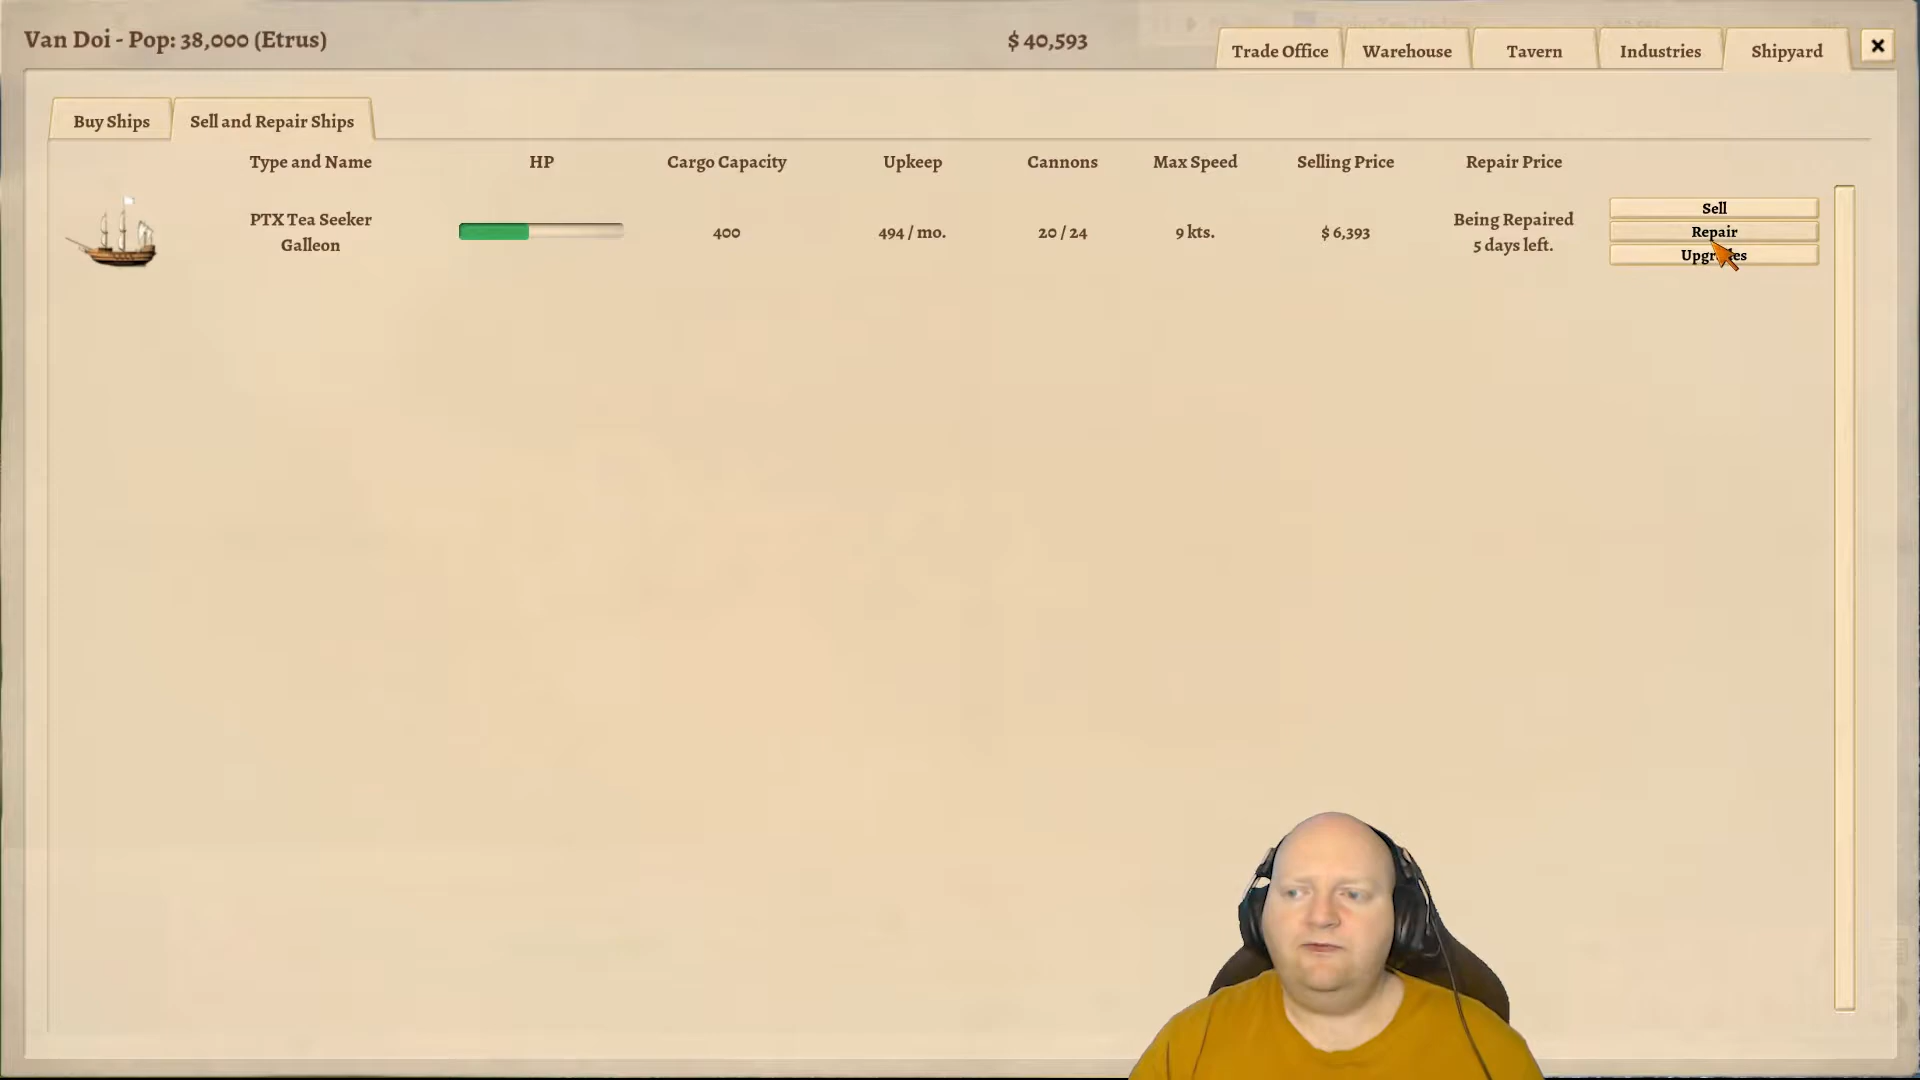 Van Doi - Pop: 38,000 (Etrus)
$ 40,593
Trade Office
Warehouse
Tavern
Industries
Shipyard
Buy Ships
Sell and Repair Ships
Type and Name
HP
Cargo Capacity
Upkeep
Cannons
Max Speed
Selling Price
Repair Price
PTX Tea Seeker
Galleon
400
494 / mo.
20 / 24
9 kts.
$ 6,393
Being Repaired
5 days left.
Sell
Repair